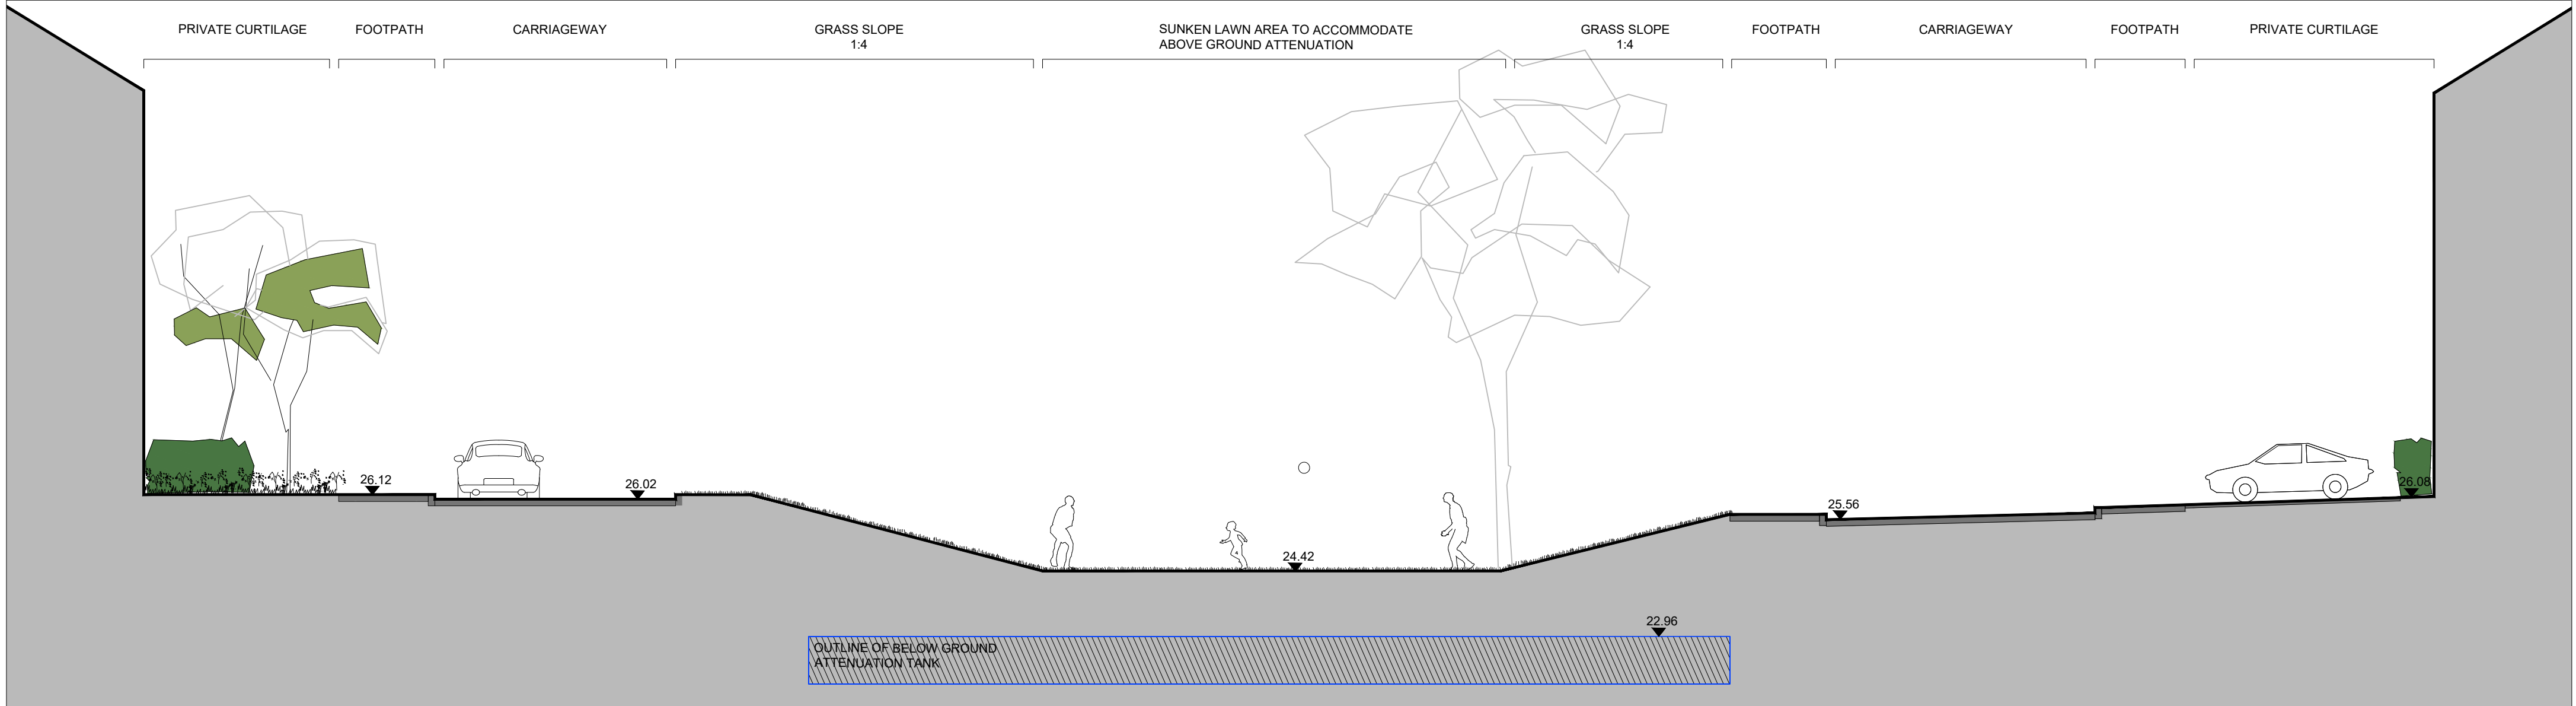 PRIVATE CURTILAGE
FOOTPATH
CARRIAGEWAY
GRASS SLOPE
1:4
SUNKEN LAWN AREA TO ACCOMMODATE
ABOVE GROUND ATTENUATION
GRASS SLOPE
1:4
FOOTPATH
CARRIAGEWAY
FOOTPATH
PRIVATE CURTILAGE
26.12
26.02
24.42
25.56
26.08
22.96
OUTLINE OF BELOW GROUND
ATTENUATION TANK